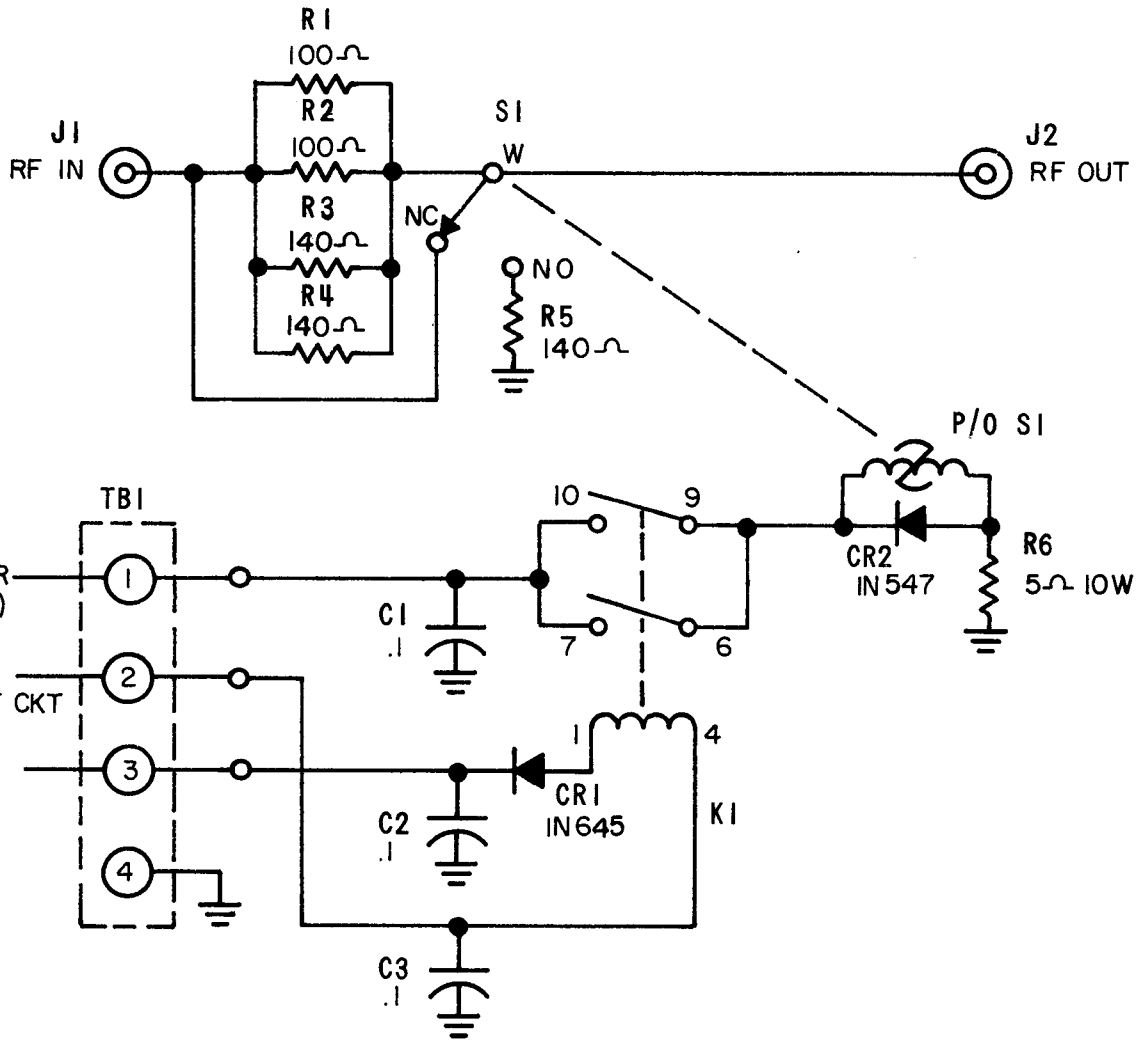 R1
100Ω
R2
100Ω
R3
140Ω
R4
140Ω
J1
RF IN
S1
W
NC
NO
R5
140Ω
J2
RF OUT
P/O S1
TB1
1
2
3
4
R
)
CKT
C1
.1
10
9
7
6
CR2
IN547
R6
5Ω 10W
1
4
CR1
IN645
K1
C2
.1
C3
.1